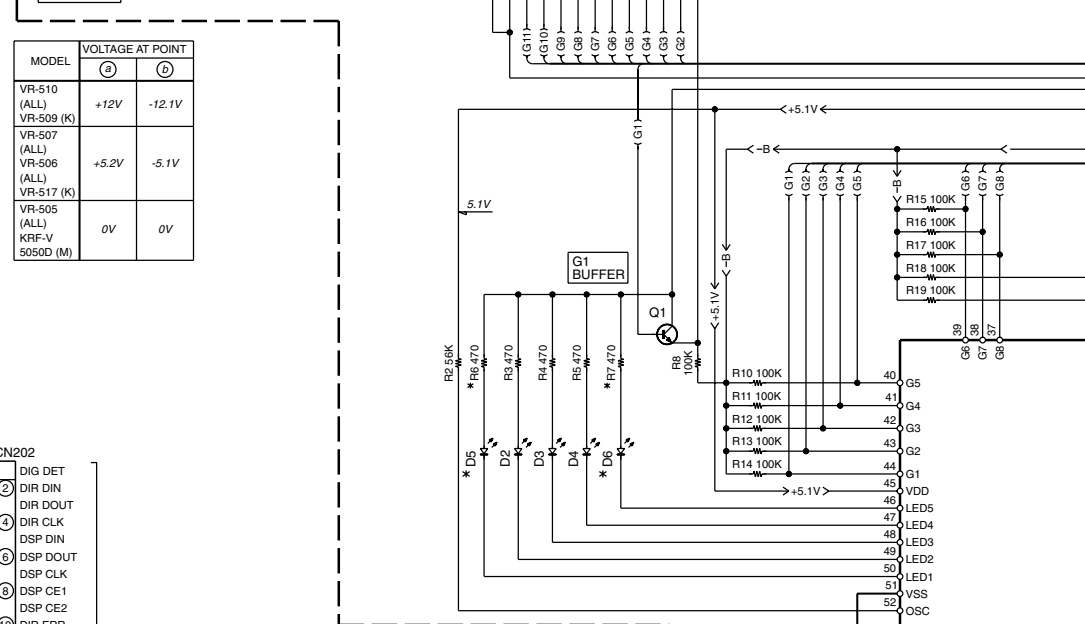 MODEL
VOLTAGE AT POINT
a b
VR-510
(ALL)
VR-509 (K)
+12V -12.1V
VR-507
(ALL)
VR-506
(ALL)
VR-517 (K)
+5.2V -5.1V
VR-505
(ALL)
KRF-V
5050D (M)
0V 0V
G11 G10 G9 G8 G7 G6 G5 G4 G3 G2
G1
+5.1V
-B
G1 G2 G3 G4 G5
-B
G6 G7 G8
5.1V
R15 100K
R16 100K
R17 100K
R18 100K
R19 100K
G1
BUFFER
-B
+5.1V
Q1
39 38 37
G6 G7 G8
R2 56K
* R6 470
R3 470
R4 470
R5 470
* R7 470
R8
100K
R10 100K 40 G5
R11 100K 41 G4
R12 100K 42 G3
R13 100K 43 G2
R14 100K 44 G1
+5.1V 45 VDD
46 LED5
47 LED4
48 LED3
49 LED2
50 LED1
51 VSS
52 OSC
* D5
D2
D3
D4
* D6
CN202
DIG DET
2 DIR DIN
DIR DOUT
4 DIR CLK
DSP DIN
6 DSP DOUT
DSP CLK
8 DSP CE1
DSP CE2
10 DIR ERR